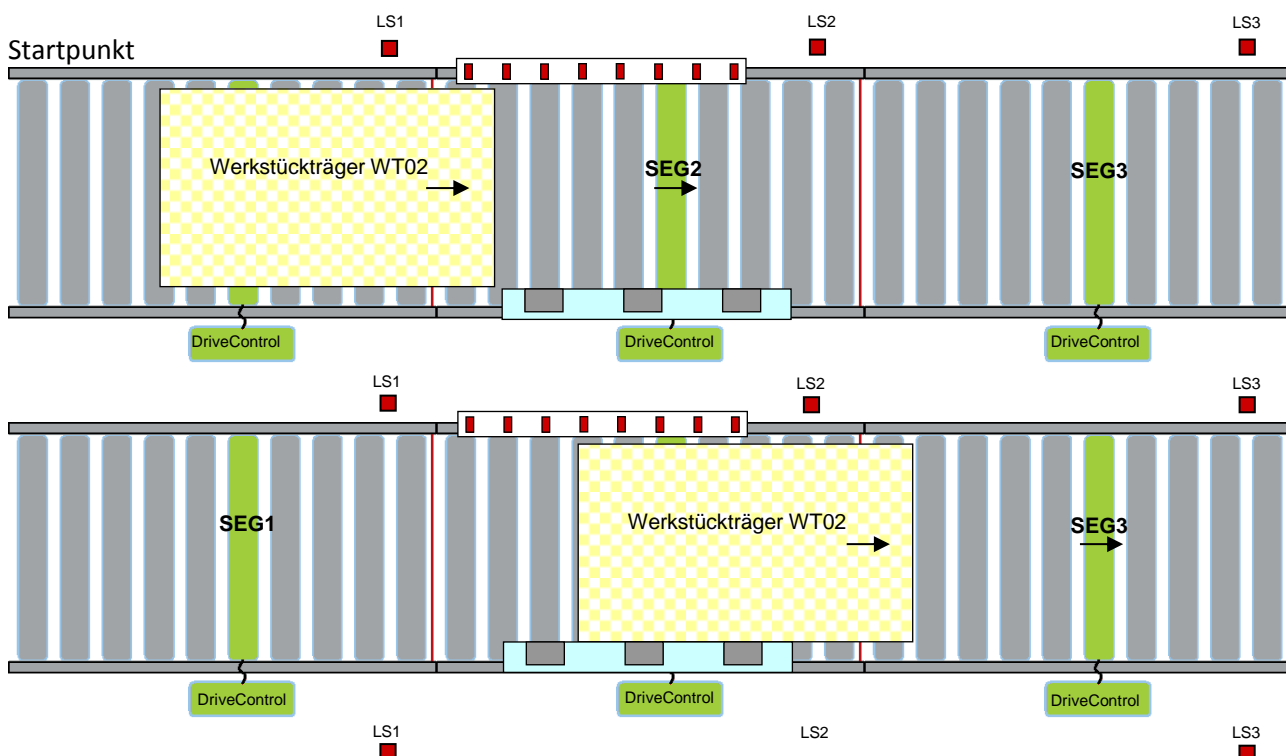 LS1
LS2
LS3
Startpunkt
Werkstückträger WT02
SEG2
SEG3
DriveControl
DriveControl
DriveControl
LS1
LS2
LS3
SEG1
Werkstückträger WT02
SEG3
DriveControl
DriveControl
DriveControl
LS1
LS2
LS3